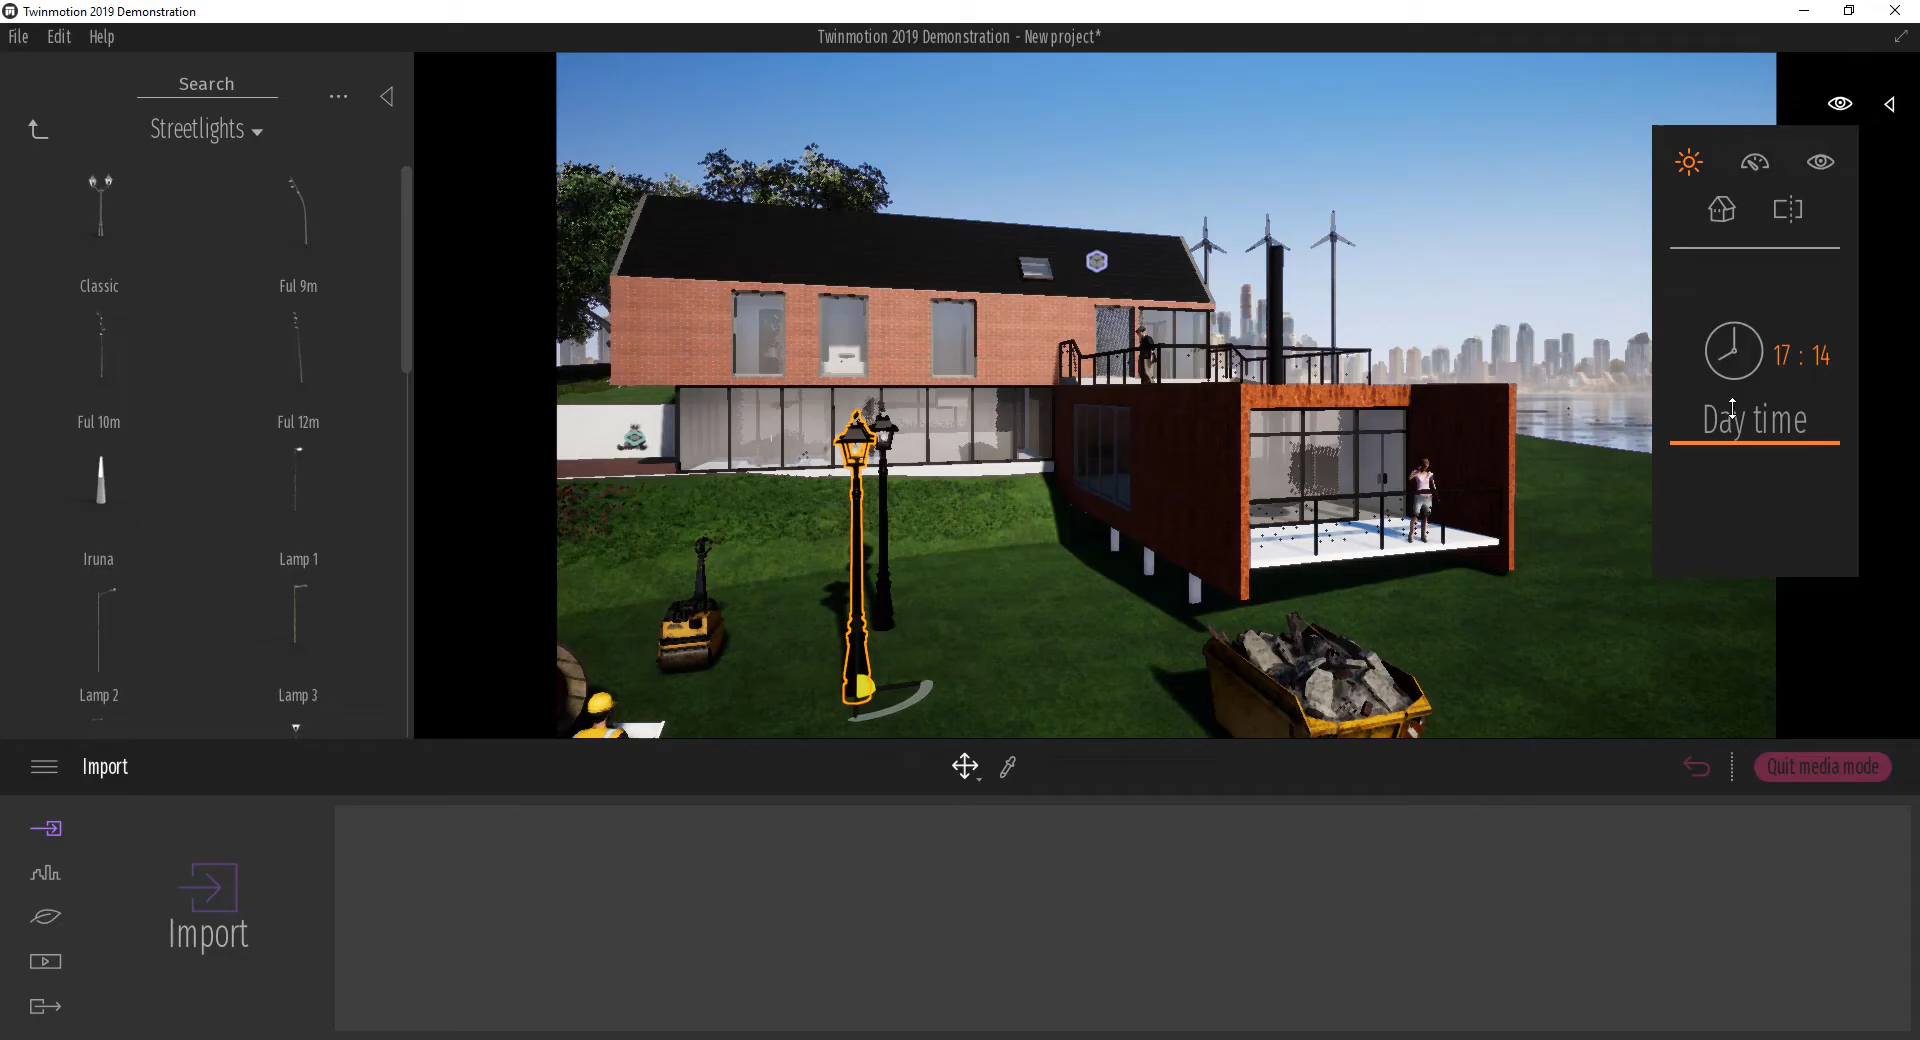 Twinmotion 2019 Demonstration
File Edit Help
Twinmotion 2019 Demonstration - New project*
Search
Streetlights
Classic
Ful 9m
Ful 10m
Ful 12m
Iruna
Lamp 1
Lamp 2
Lamp 3
17 : 14
Day time
Import
Quit media mode
Import